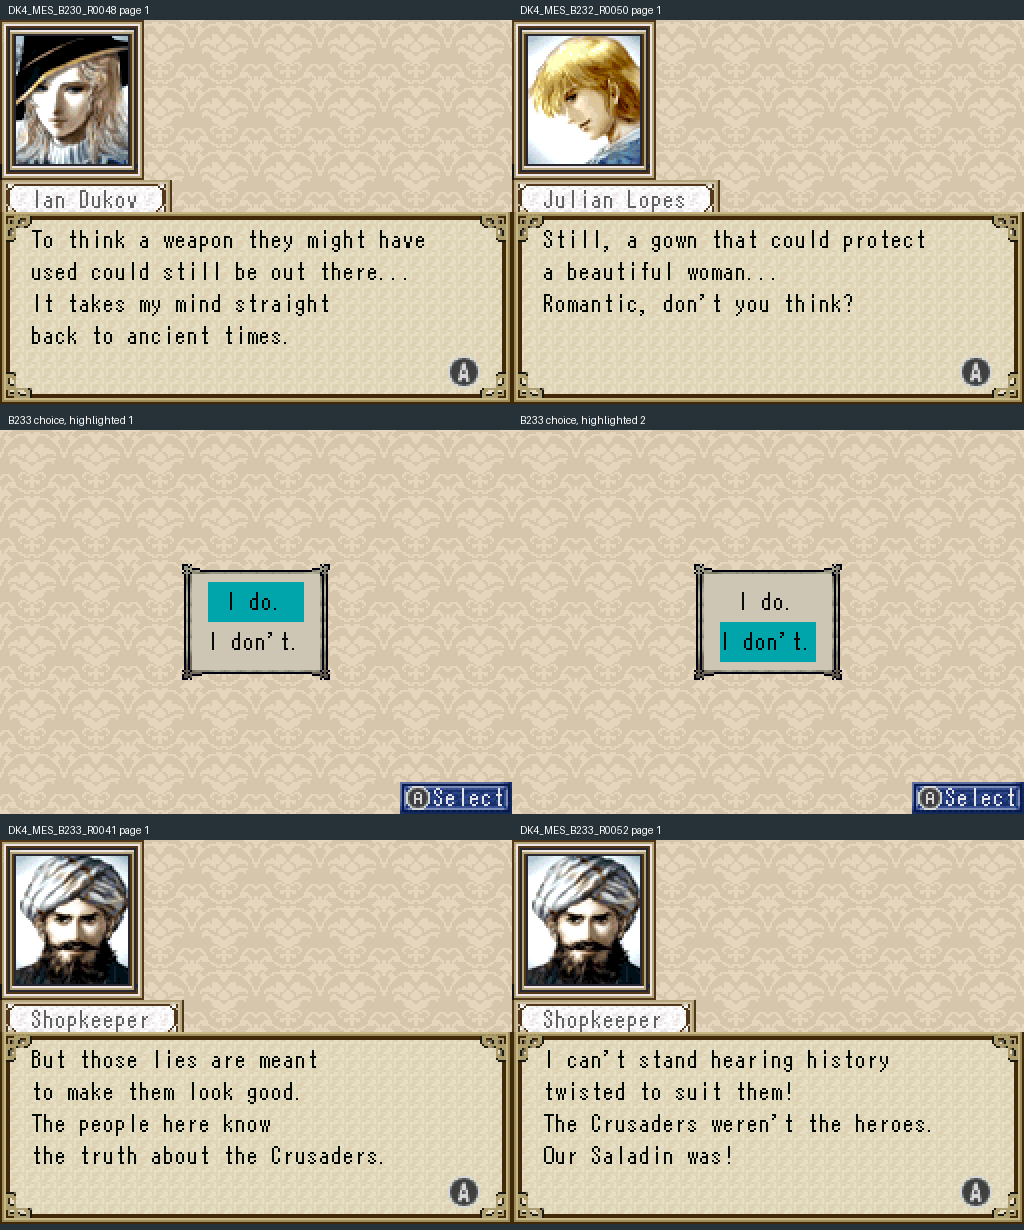 DK4_MES_B230_R0048 page 1
Ian Dukov
To think a weapon they might have
used could still be out there...
It takes my mind straight
back to ancient times.
A
DK4_MES_B232_R0050 page 1
Julian Lopes
Still, a gown that could protect
a beautiful woman...
Romantic, don't you think?
A
B233 choice, highlighted 1
I do.
I don't.
A Select
B233 choice, highlighted 2
I do.
I don't.
A Select
DK4_MES_B233_R0041 page 1
Shopkeeper
But those lies are meant
to make them look good.
The people here know
the truth about the Crusaders.
A
DK4_MES_B233_R0052 page 1
Shopkeeper
I can't stand hearing history
twisted to suit them!
The Crusaders weren't the heroes.
Our Saladin was!
A